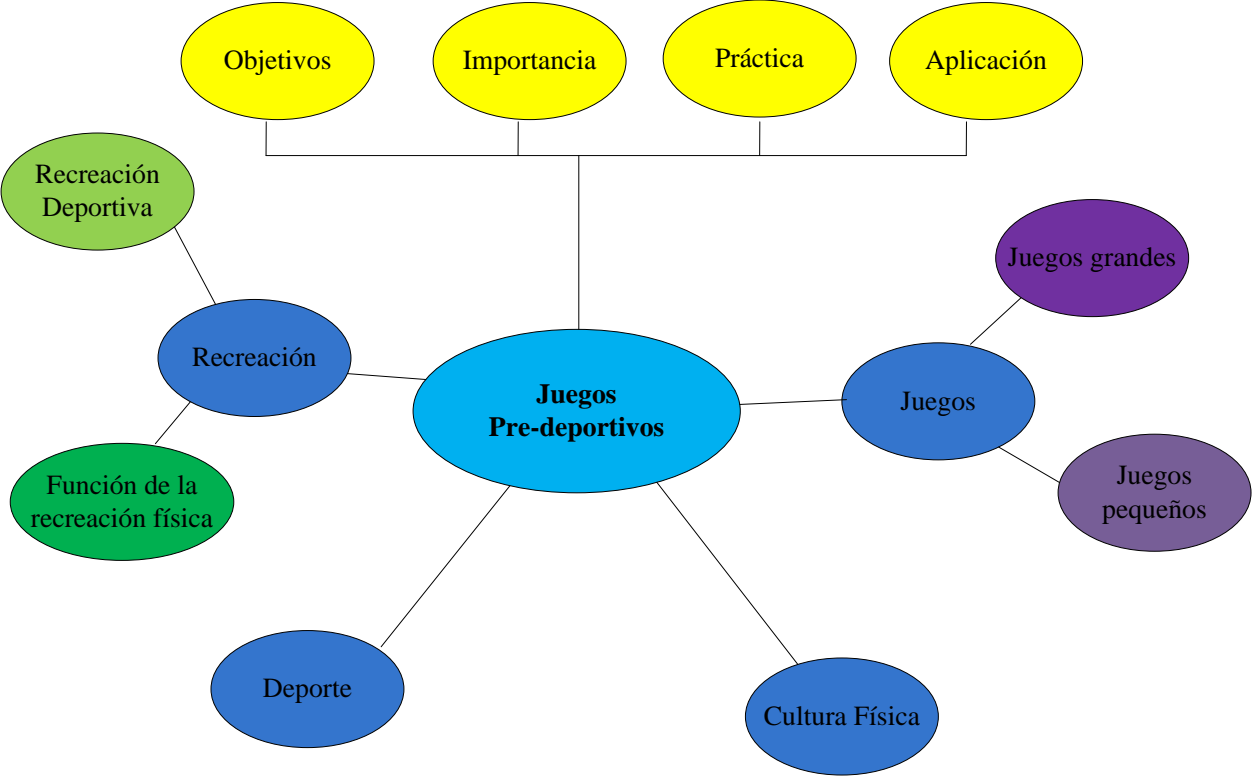 Objetivos
Importancia
Práctica
Aplicación
Recreación
Deportiva
Juegos grandes
Recreación
Juegos
Pre-deportivos
Juegos
Función de la
recreación física
Juegos
pequeños
Deporte
Cultura Física